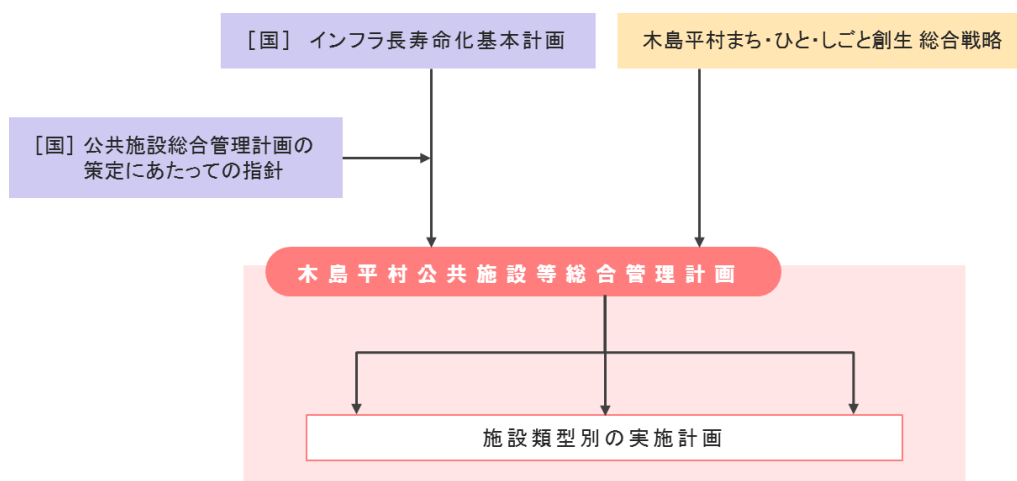 ［国］ インフラ長寿命化基本計画
木島平村まち・ひと・しごと創生 総合戦略
［国］ 公共施設総合管理計画の
策定にあたっての指針
木島平村公共施設等総合管理計画
施設類型別の実施計画